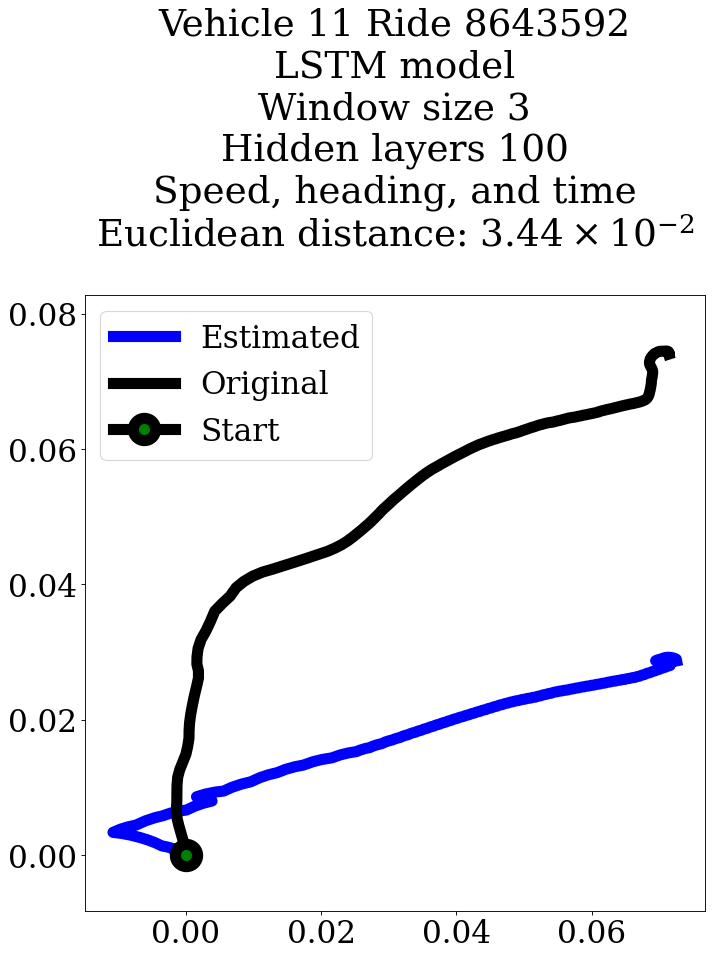 Vehicle 11 Ride 8643592
LSTM model
Window size 3
Hidden layers 100
Speed, heading, and time
Euclidean distance: 3.44 × 10⁻²
0.08
0.06
0.04
0.02
0.00
Estimated
Original
Start
0.00 0.02 0.04 0.06